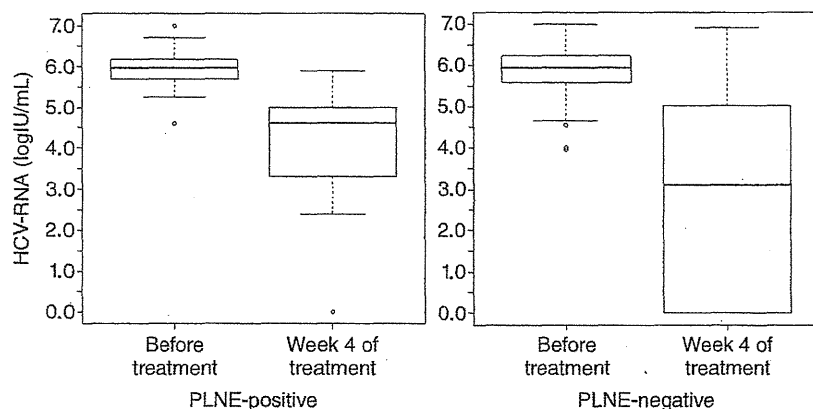 HCV-RNA (logIU/mL)
7.0
6.0
5.0
4.0
3.0
2.0
1.0
0.0
Before treatment
Week 4 of treatment
PLNE-positive
7.0
6.0
5.0
4.0
3.0
2.0
1.0
0.0
Before treatment
Week 4 of treatment
PLNE-negative